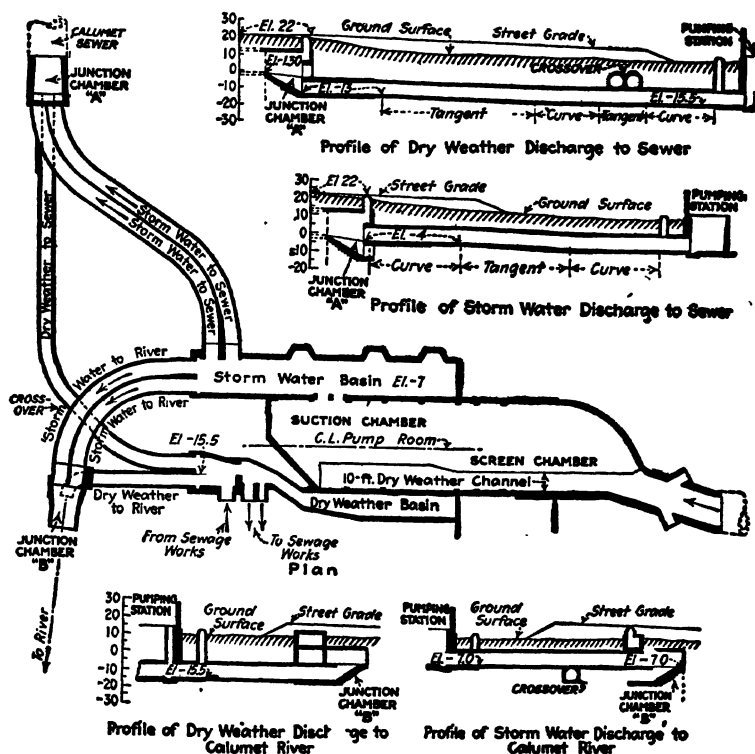 CALUMET
SEWER
JUNCTION
CHAMBER
"A"
Dry Weather to Sewer
Storm Water to Sewer
Storm Water to Sewer
30
20
10
0
-10
-20
-30
El. 22
Ground Surface
Street Grade
PUMPING
STATION
El-130
CROSSOVER
El.-13
El.-15.5
JUNCTION
CHAMBER
"A"
Tangent
Curve
Tangent
Curve
Profile of Dry Weather Discharge to Sewer
30
20
10
0
-10
-20
El 22
Street Grade
Ground Surface
PUMPING
STATION
El.-4
JUNCTION
CHAMBER
"A"
Curve
Tangent
Curve
Profile of Storm Water Discharge to Sewer
Storm Water to River
Storm Water to River
CROSS-
OVER
Storm Water Basin El.-7
SUCTION CHAMBER
C.L. Pump Room
El-15.5
SCREEN CHAMBER
10-ft. Dry Weather Channel
Dry Weather
to River
Dry Weather Basin
JUNCTION
CHAMBER
"B"
From Sewage
Works
To Sewage
Works
Plan
To River
30
20
10
0
-10
-20
-30
PUMPING
STATION
Ground
Surface
Street Grade
El-15.5
JUNCTION
CHAMBER
"B"
Profile of Dry Weather Disch ge to
Calumet River
PUMPING
STATION
Ground
Surface
Street Grade
El.-7.0
El-7.0
CROSSOVER
JUNCTION
CHAMBER
"B"
Profile of Storm Water Discharge to
Calumet River